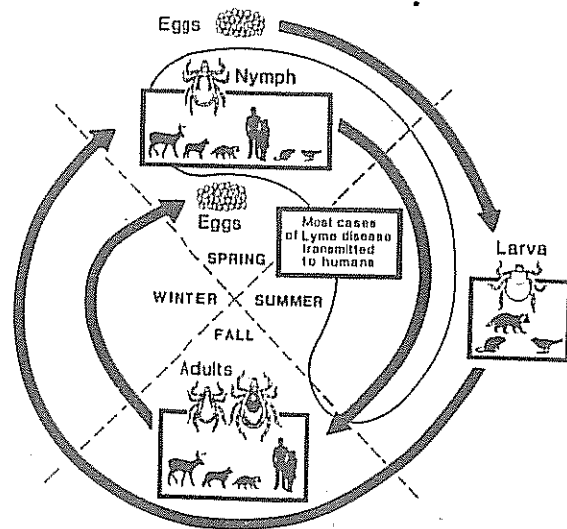 Eggs
Nymph
Eggs
Most cases
of Lyme disease
transmitted
to humans
Larva
SPRING
WINTER
SUMMER
FALL
Adults